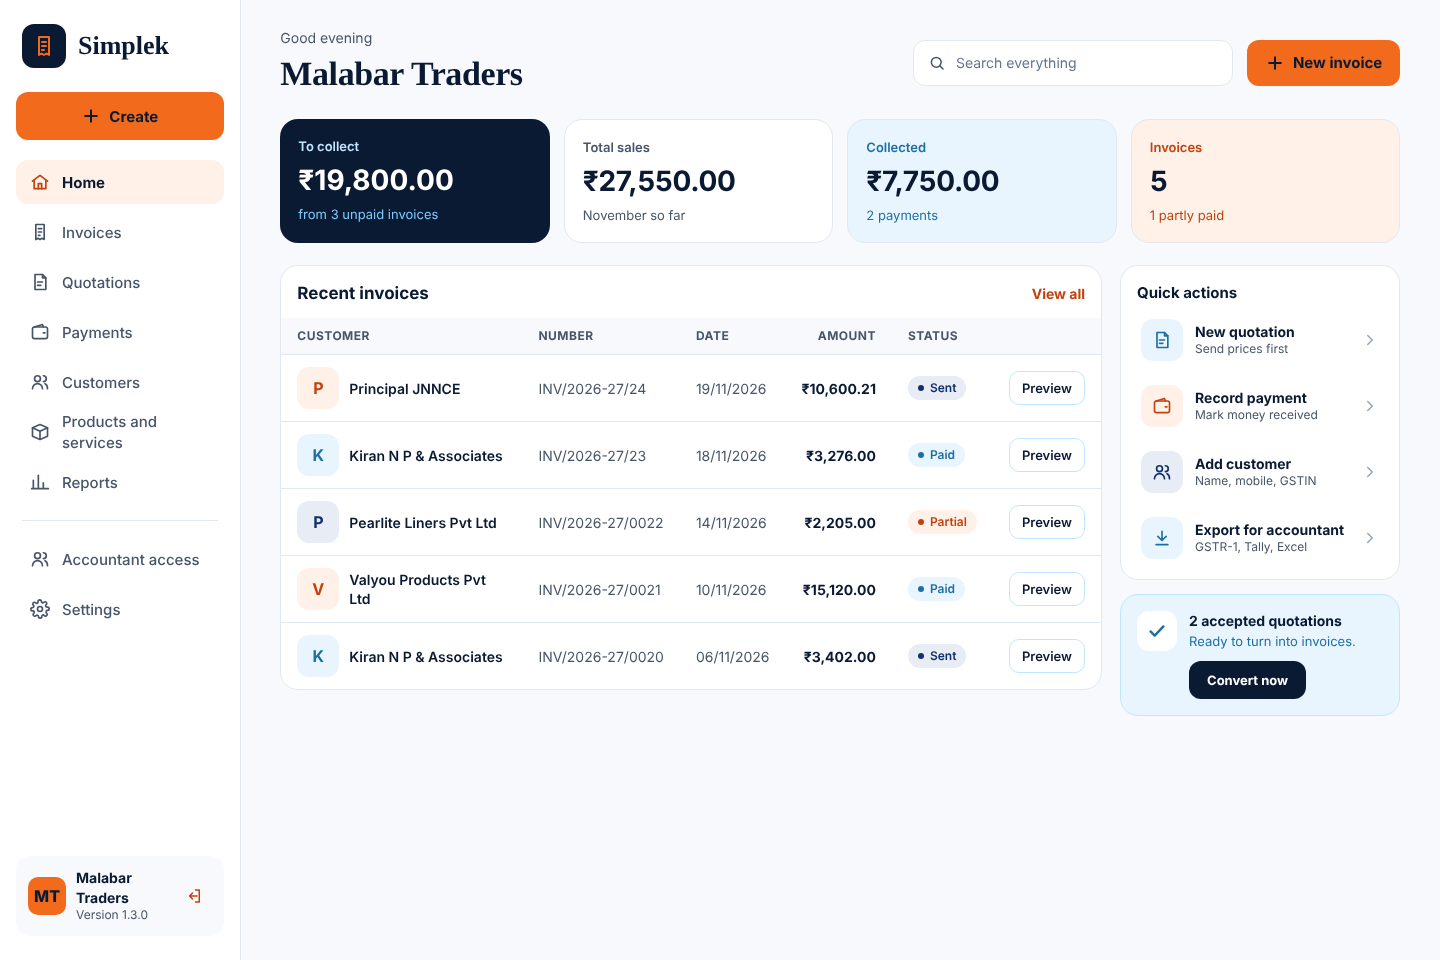 Simplek
Create
Home
Invoices
Quotations
Payments
Customers
Products and
services
Reports
Accountant access
Settings
MT
Malabar
Traders
Version 1.3.0
Good evening
Malabar Traders
Search everything
New invoice
To collect
₹19,800.00
from 3 unpaid invoices
Total sales
₹27,550.00
November so far
Collected
₹7,750.00
2 payments
Invoices
5
1 partly paid
Recent invoices
View all
CUSTOMER NUMBER DATE AMOUNT STATUS
P Principal JNNCE INV/2026-27/24 19/11/2026 ₹10,600.21 Sent Preview
K Kiran N P & Associates INV/2026-27/23 18/11/2026 ₹3,276.00 Paid Preview
P Pearlite Liners Pvt Ltd INV/2026-27/0022 14/11/2026 ₹2,205.00 Partial Preview
V Valyou Products Pvt
Ltd INV/2026-27/0021 10/11/2026 ₹15,120.00 Paid Preview
K Kiran N P & Associates INV/2026-27/0020 06/11/2026 ₹3,402.00 Sent Preview
Quick actions
New quotation
Send prices first
Record payment
Mark money received
Add customer
Name, mobile, GSTIN
Export for accountant
GSTR-1, Tally, Excel
2 accepted quotations
Ready to turn into invoices.
Convert now